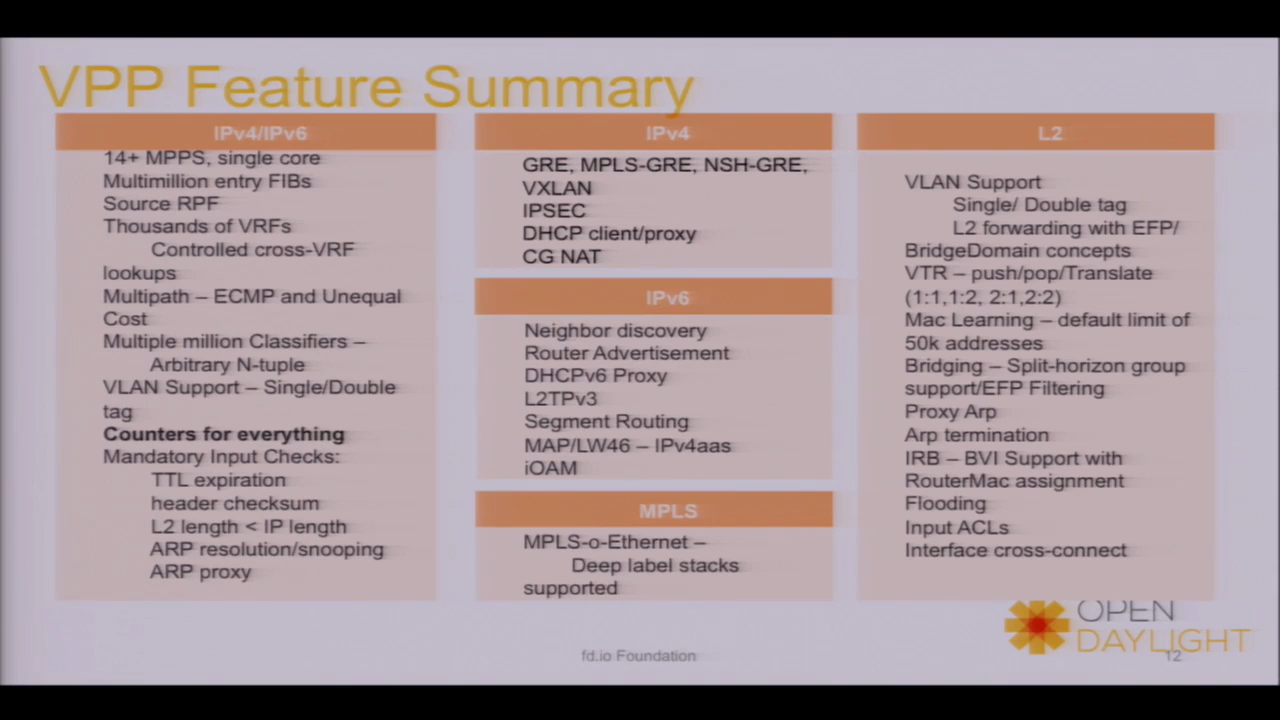 VPP Feature Summary
IPv4/IPv6
14+ MPPS, single core
Multimillion entry FIBs
Source RPF
Thousands of VRFs
Controlled cross-VRF
lookups
Multipath – ECMP and Unequal
Cost
Multiple million Classifiers –
Arbitrary N-tuple
VLAN Support – Single/Double
tag
Counters for everything
Mandatory Input Checks:
TTL expiration
header checksum
L2 length < IP length
ARP resolution/snooping
ARP proxy
IPv4
GRE, MPLS-GRE, NSH-GRE,
VXLAN
IPSEC
DHCP client/proxy
CG NAT
IPv6
Neighbor discovery
Router Advertisement
DHCPv6 Proxy
L2TPv3
Segment Routing
MAP/LW46 – IPv4aas
iOAM
MPLS
MPLS-o-Ethernet –
Deep label stacks
supported
L2
VLAN Support
Single/ Double tag
L2 forwarding with EFP/
BridgeDomain concepts
VTR – push/pop/Translate
(1:1,1:2, 2:1,2:2)
Mac Learning – default limit of
50k addresses
Bridging – Split-horizon group
support/EFP Filtering
Proxy Arp
Arp termination
IRB – BVI Support with
RouterMac assignment
Flooding
Input ACLs
Interface cross-connect
OPEN
DAYLIGHT
fd.io Foundation
12